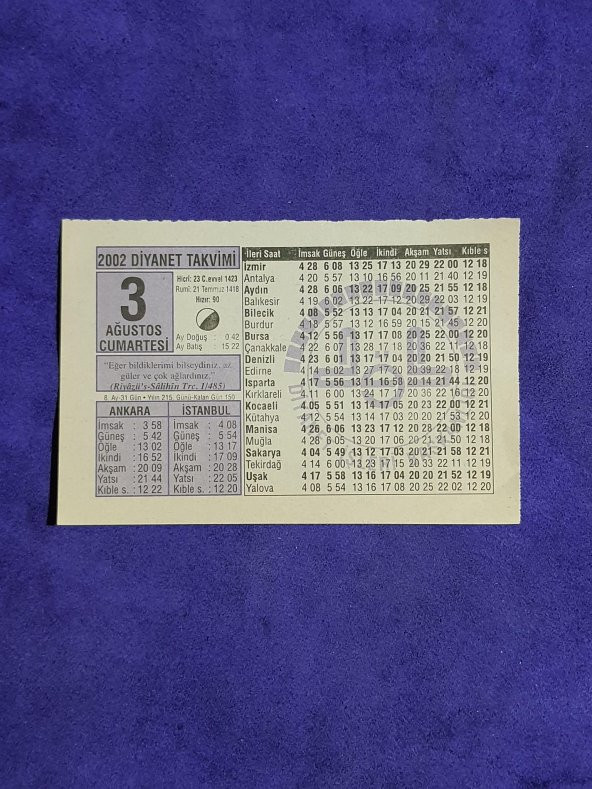 2002 DİYANET TAKVİMİ
3
AĞUSTOS
CUMARTESİ
Hicrî: 23 C.evvel 1423
Rumî: 21 Temmuz 1418
Hızır: 90
Ay Doğuş : 0 42
Ay Batış : 15 22
"Eğer bildiklerimi bilseydiniz, az
güler ve çok ağlardınız."
(Riyâzü's-Sâlihîn Trc. I/485)
8. Ay-31 Gün • Yılın 215. Günü-Kalan Gün 150
ANKARA
İmsak : 3 58
Güneş : 5 42
Öğle : 13 02
İkindi : 16 52
Akşam : 20 09
Yatsı : 21 44
Kıble s. : 12 22
İSTANBUL
İmsak : 4 08
Güneş : 5 54
Öğle : 13 17
İkindi : 17 09
Akşam : 20 28
Yatsı : 22 05
Kıble s. : 12 20
İleri Saat İmsak Güneş Öğle İkindi Akşam Yatsı Kıble s
İzmir 4 28 6 08 13 25 17 13 20 29 22 00 12 18
Antalya 4 20 5 57 13 10 16 56 20 11 21 40 12 19
Aydın 4 28 6 06 13 22 17 09 20 25 21 55 12 18
Balıkesir 4 19 6 02 13 22 17 12 20 29 22 03 12 19
Bilecik 4 08 5 52 13 13 17 04 20 21 21 57 12 21
Burdur 4 18 5 57 13 12 16 59 20 15 21 45 12 20
Bursa 4 12 5 56 13 17 17 08 20 25 22 00 12 20
Çanakkale 4 22 6 07 13 28 17 20 20 36 22 11 12 18
Denizli 4 23 6 01 13 17 17 04 20 20 21 50 12 19
Edirne 4 14 6 02 13 27 17 20 20 39 22 17 12 18
Isparta 4 17 5 56 13 11 16 58 20 14 21 44 12 20
Kırklareli 4 11 6 00 13 24 17 17 20 36 22 16 12 18
Kocaeli 4 05 5 51 13 13 17 05 20 23 22 00 12 21
Kütahya 4 12 5 54 13 14 17 03 20 20 21 53 12 20
Manisa 4 26 6 06 13 23 17 12 20 28 22 00 12 18
Muğla 4 28 6 05 13 19 17 05 20 21 21 50 12 18
Sakarya 4 04 5 49 13 12 17 03 20 21 21 58 12 21
Tekirdağ 4 14 6 00 13 23 17 15 20 33 22 11 12 19
Uşak 4 17 5 58 13 16 17 04 20 20 21 52 12 19
Yalova 4 08 5 54 13 16 17 08 20 25 22 02 12 20